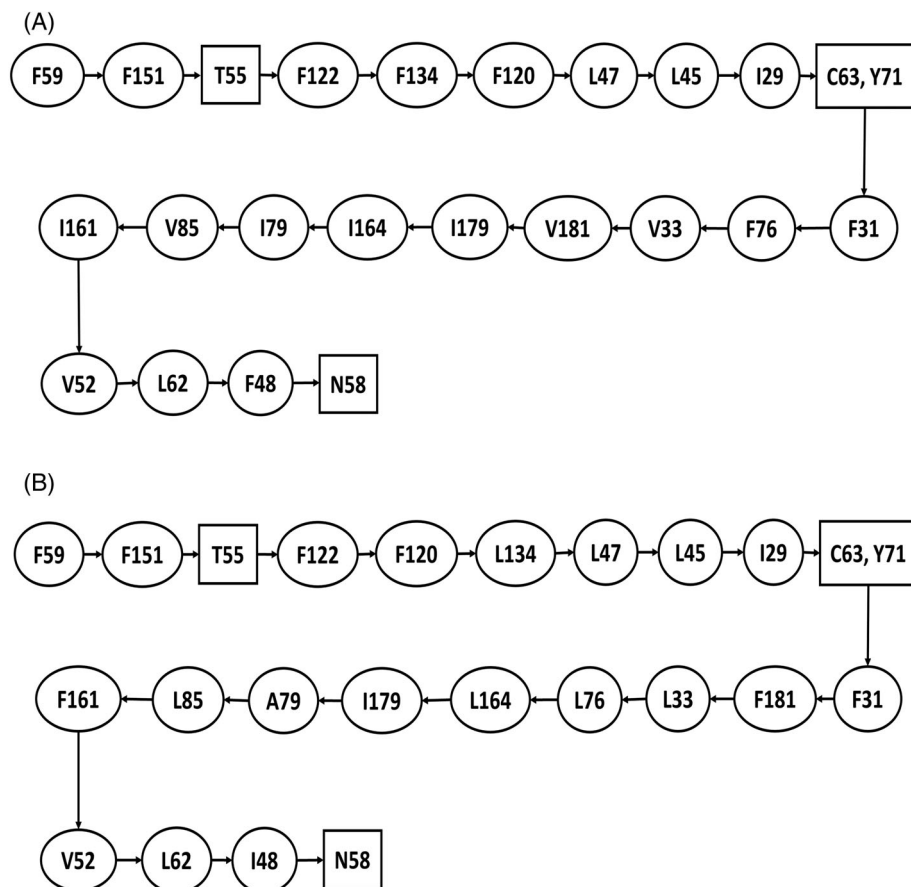 (A)
F59 F151 T55 F122 F134 F120 L47 L45 I29 C63, Y71
I161 V85 I79 I164 I179 V181 V33 F76 F31
V52 L62 F48 N58
(B)
F59 F151 T55 F122 F120 L134 L47 L45 I29 C63, Y71
F161 L85 A79 I179 L164 L76 L33 F181 F31
V52 L62 I48 N58